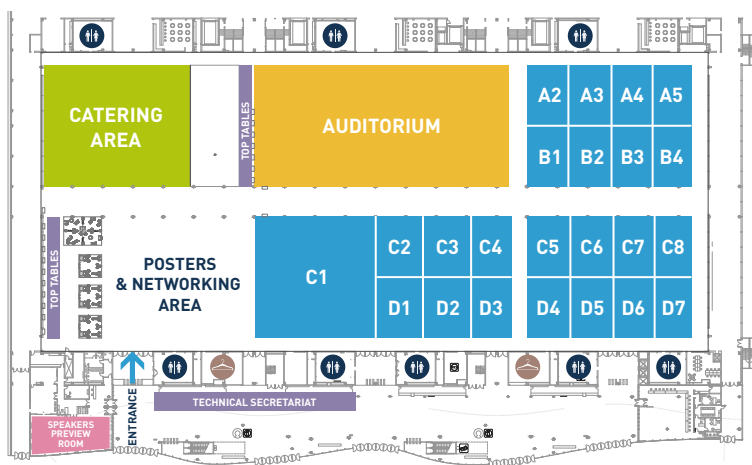 CATERING
AREA
TOP TABLES
AUDITORIUM
A2 A3 A4 A5
B1 B2 B3 B4
TOP TABLES
POSTERS
& NETWORKING
AREA
C1
C2 C3 C4
C5 C6 C7 C8
D1 D2 D3
D4 D5 D6 D7
ENTRANCE
TECHNICAL SECRETARIAT
SPEAKERS
PREVIEW
ROOM